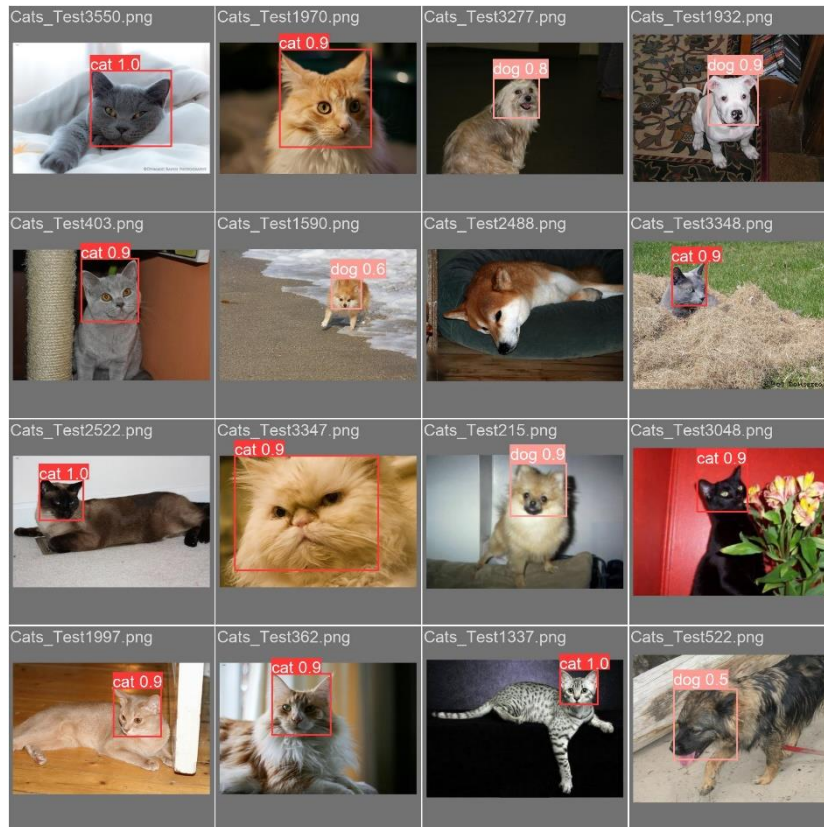 Cats_Test3550.png
Cats_Test1970.png
Cats_Test3277.png
Cats_Test1932.png
cat 1.0
cat 0.9
dog 0.8
dog 0.9
Cats_Test403.png
Cats_Test1590.png
Cats_Test2488.png
Cats_Test3348.png
cat 0.9
dog 0.6
cat 0.9
Cats_Test2522.png
Cats_Test3347.png
Cats_Test215.png
Cats_Test3048.png
cat 1.0
cat 0.9
dog 0.9
cat 0.9
Cats_Test1997.png
Cats_Test362.png
Cats_Test1337.png
Cats_Test522.png
cat 0.9
cat 0.9
cat 1.0
dog 0.5